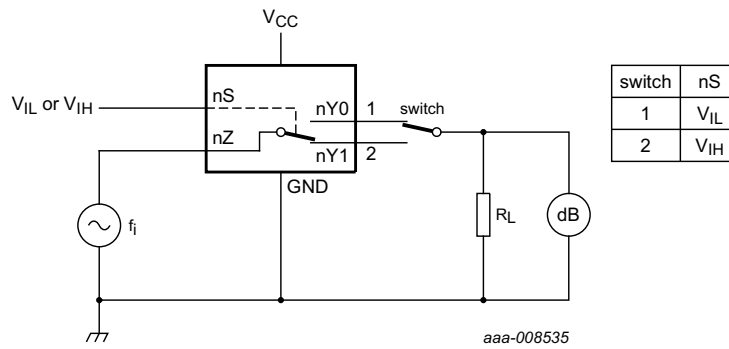 VCC
VIL or VIH
nS
nZ
nY0
nY1
GND
1
2
switch
fi
RL
dB
switch nS
1 VIL
2 VIH
aaa-008535